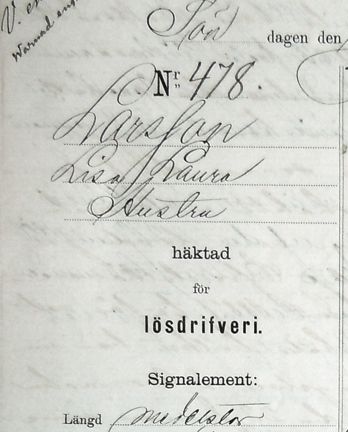 Sön dagen den
Nr 478.
Larsson
Lisa Laura
Austra
häktad
för
lösdrifveri.
Signalement:
Längd medelstor